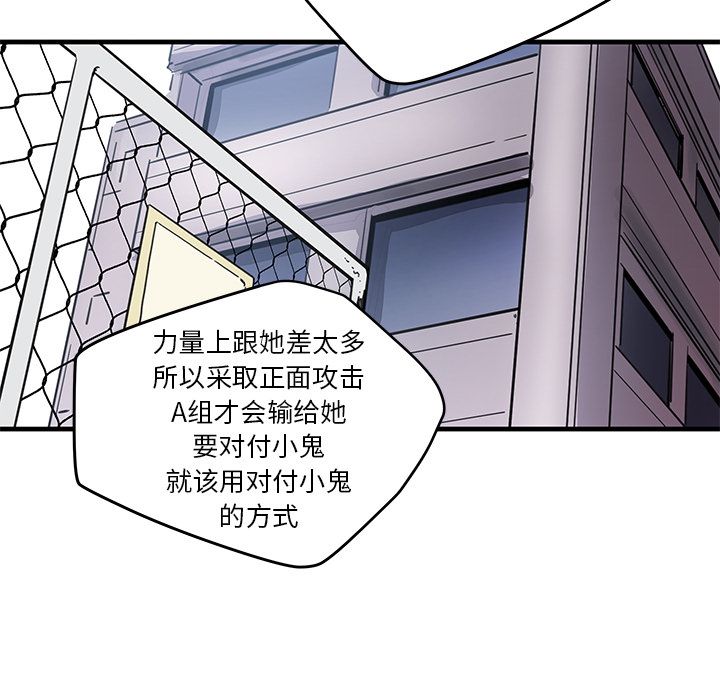 力量上跟她差太多
所以采取正面攻击
A组才会输给她
要对付小鬼
就该用对付小鬼
的方式